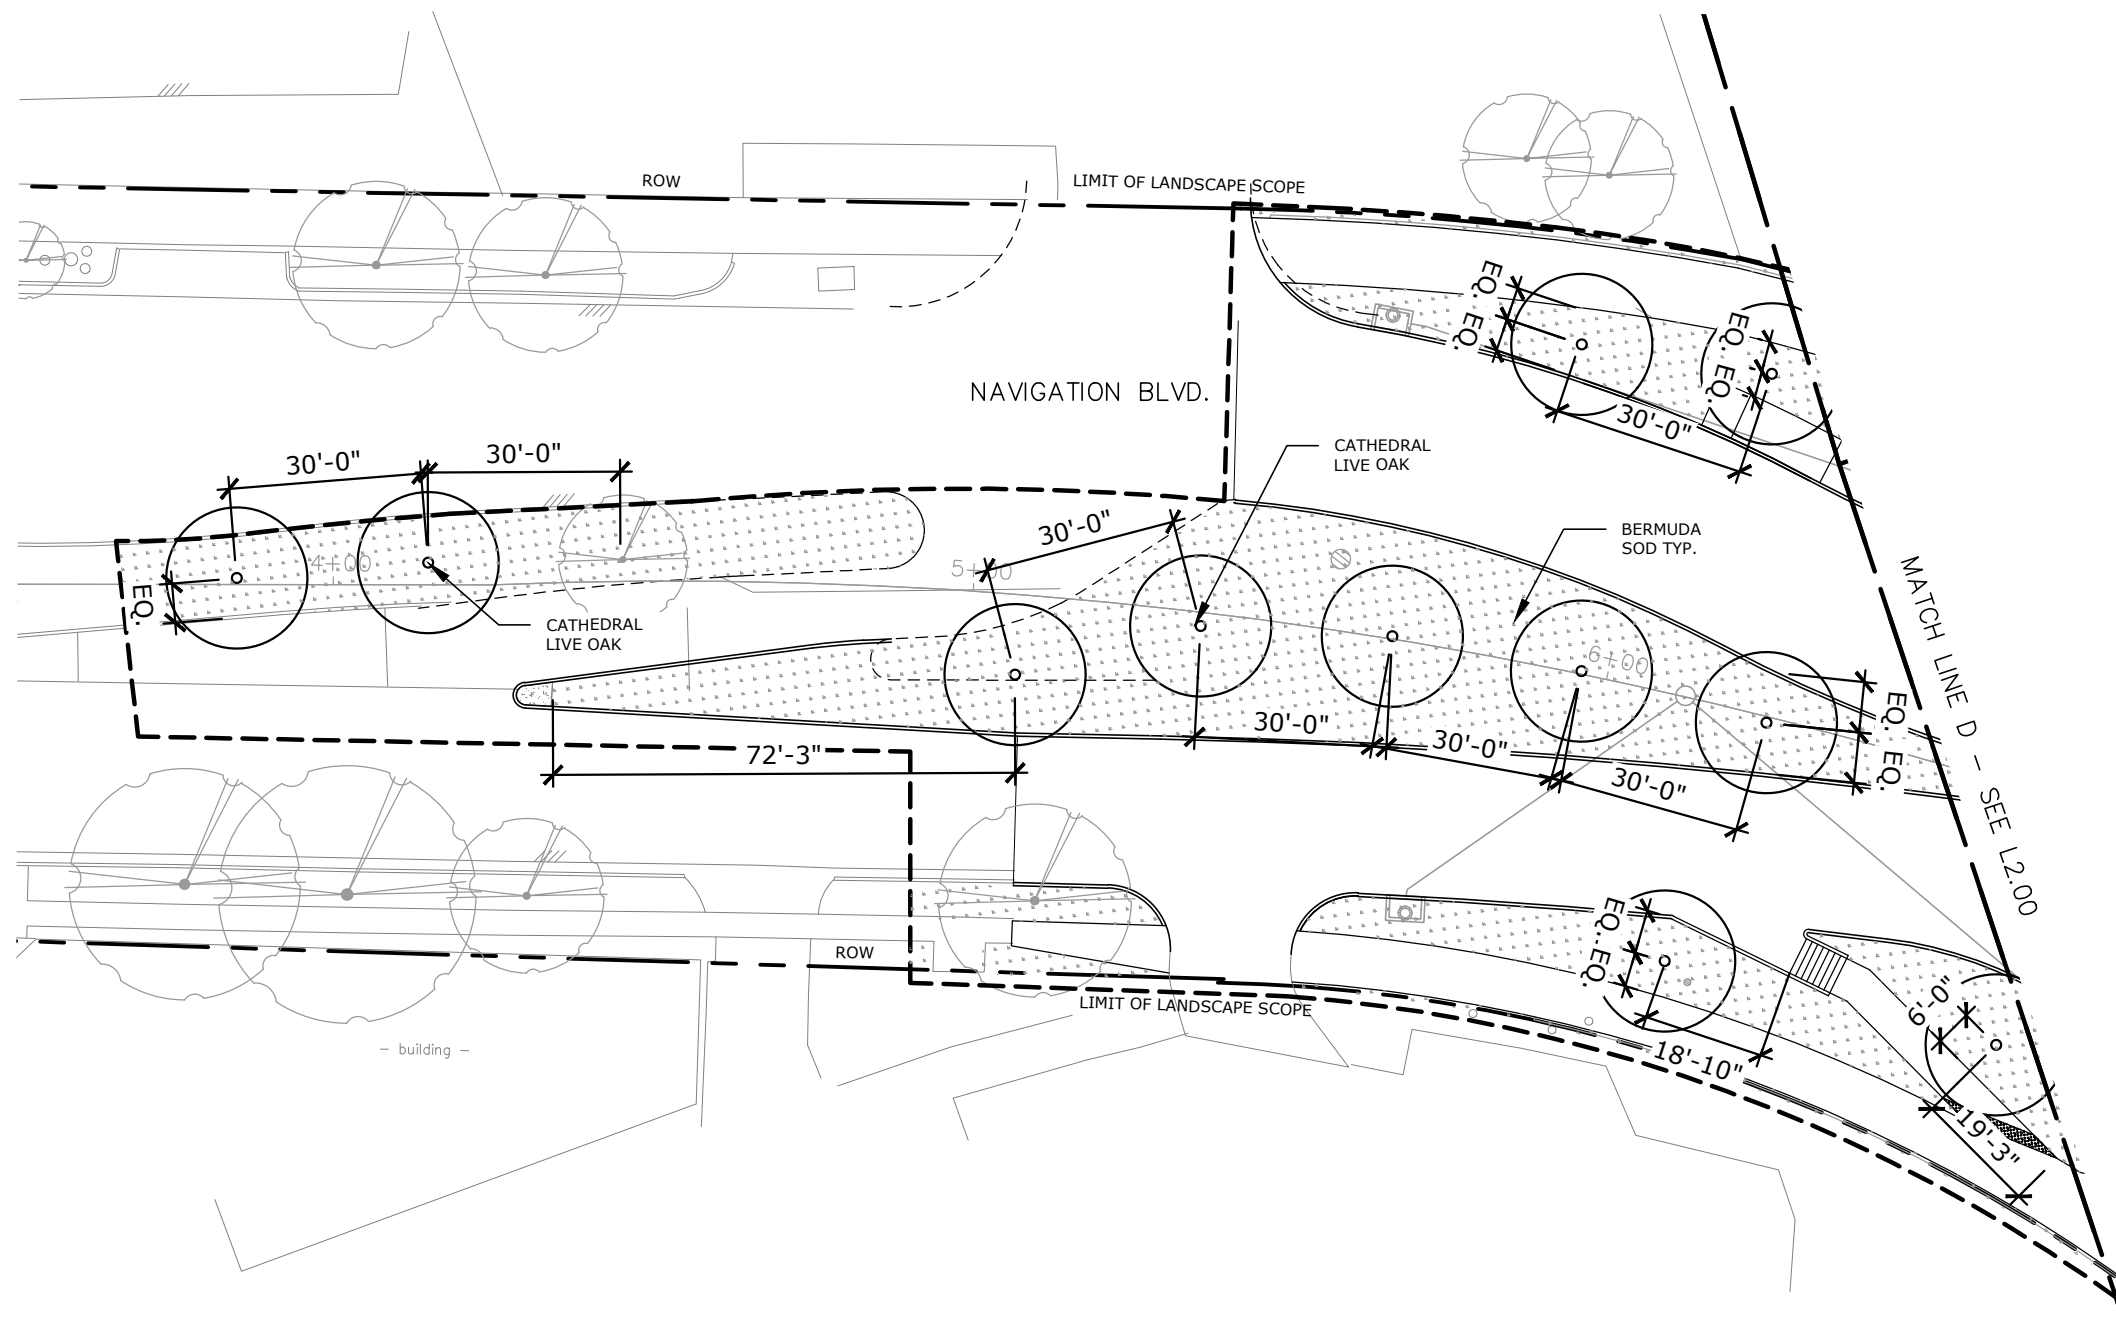 ROW
LIMIT OF LANDSCAPE SCOPE
EQ.
EQ.
EQ.
EQ.
30'-0"
NAVIGATION BLVD.
30'-0"
30'-0"
CATHEDRAL
LIVE OAK
30'-0"
BERMUDA
SOD TYP.
4+00
5+00
EQ.
CATHEDRAL
LIVE OAK
6+00
MATCH LINE D - SEE L2.00
EQ.
EQ.
30'-0"
30'-0"
30'-0"
72'-3"
EQ.
EQ.
ROW
LIMIT OF LANDSCAPE SCOPE
6'-0"
18'-10"
19'-3"
- building -